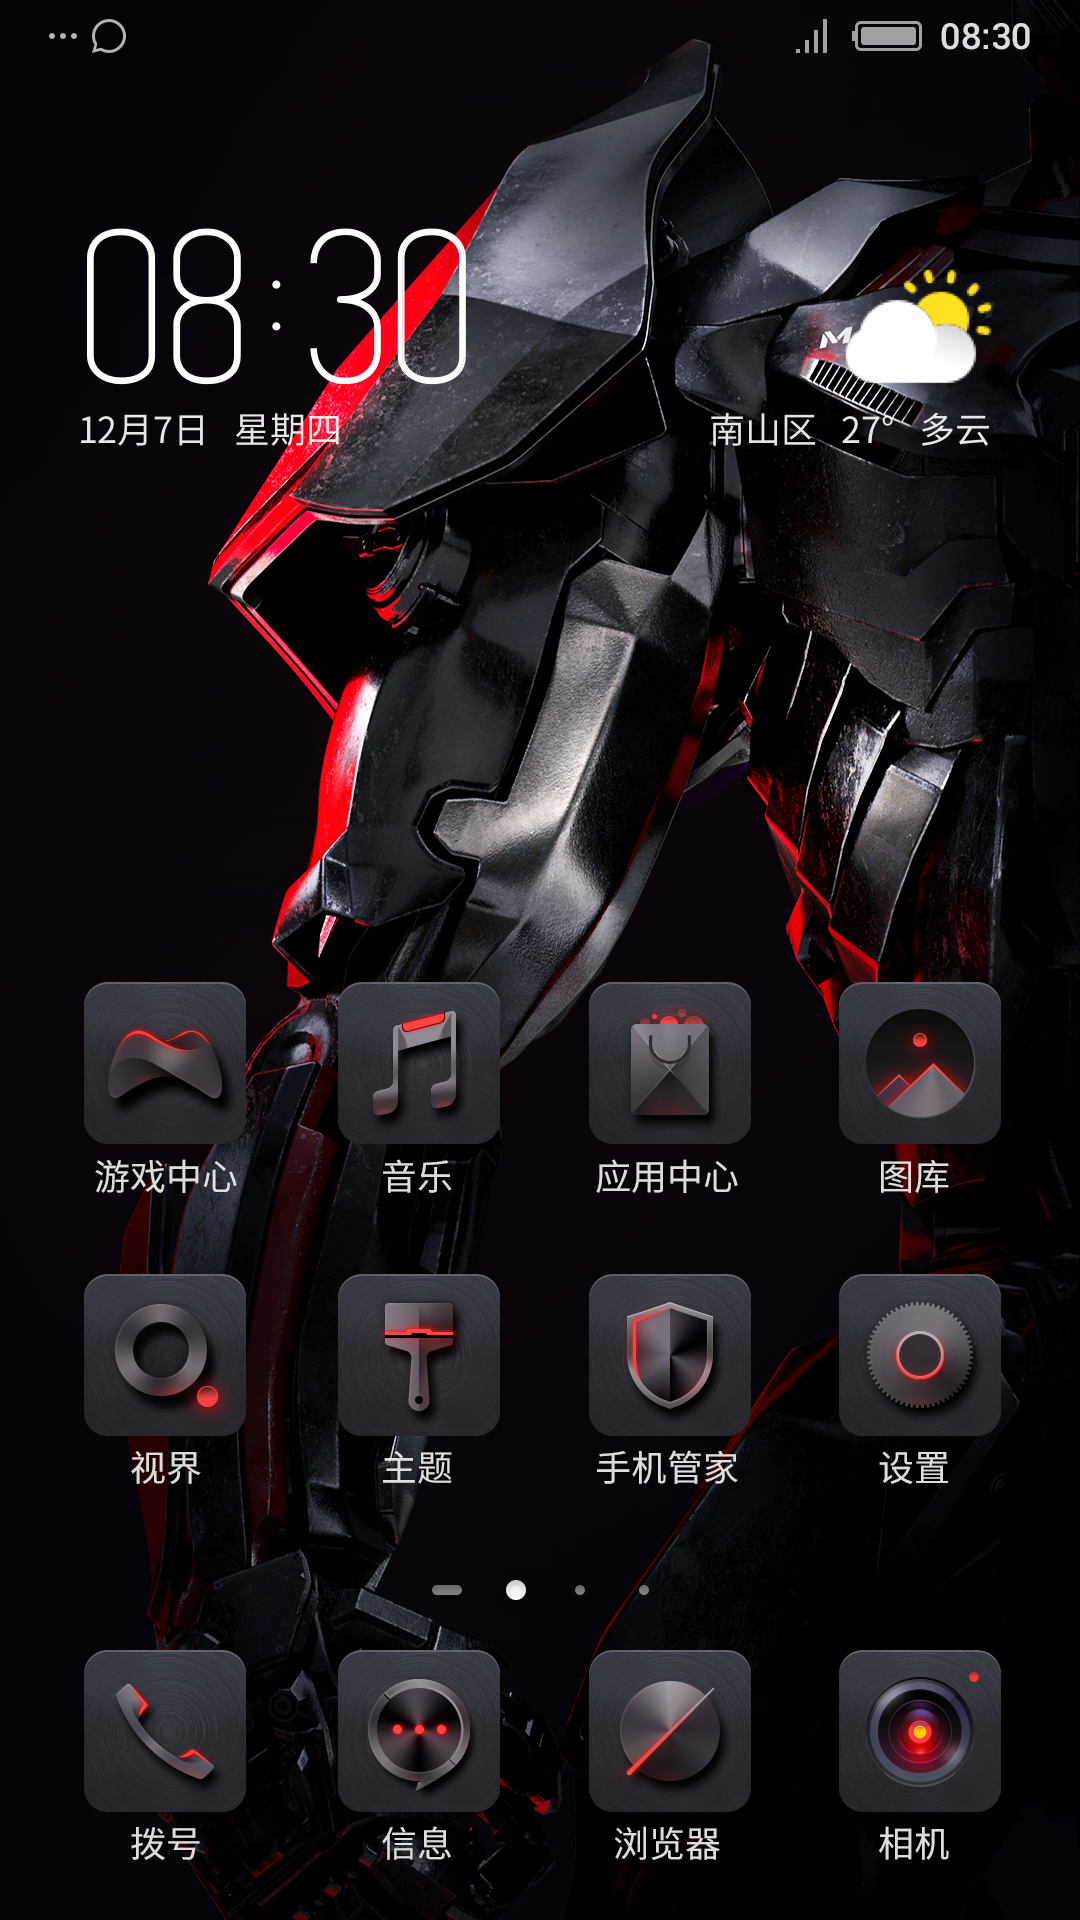 08:30
08:30
12月7日 星期四
南山区 27° 多云
游戏中心 音乐 应用中心 图库
视界 主题 手机管家 设置
拨号 信息 浏览器 相机